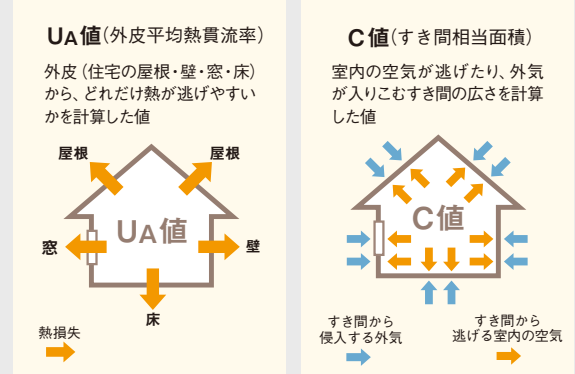 UA値(外皮平均熱貫流率)
外皮(住宅の屋根・壁・窓・床)
から、どれだけ熱が逃げやすい
かを計算した値
屋根
屋根
UA値
窓
壁
床
熱損失
C値(すき間相当面積)
室内の空気が逃げたり、外気
が入りこむすき間の広さを計算
した値
C値
すき間から
侵入する外気
すき間から
逃げる室内の空気